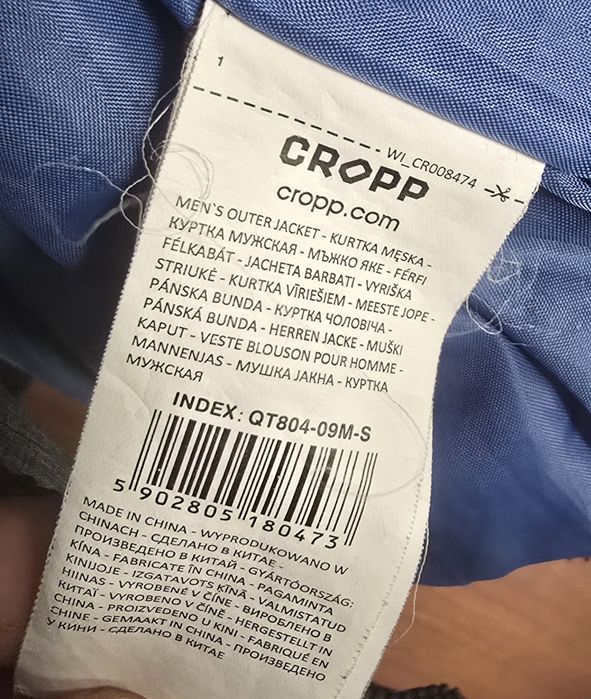 1
WI_CR008474
CROPP
cropp.com
MEN`S OUTER JACKET - KURTKA MĘSKA -
КУРТКА МУЖСКАЯ - МЪЖКО ЯКЕ - FÉRFI
FÉLKABÁT - JACHETA BARBATI - VYRIŠKA
STRIUKĖ - KURTKA VĪRIEŠIEM - MEESTE JOPE -
PÁNSKA BUNDA - КУРТКА ЧОЛОВІЧА -
PÁNSKÁ BUNDA - HERREN JACKE - MUŠKI
KAPUT - VESTE BLOUSON POUR HOMME -
MANNENJAS - МУШКА ЈАКНА - КУРТКА
МУЖСКАЯ
INDEX: QT804-09M-S
5 902805 180473
MADE IN CHINA - WYPRODUKOWANO W
CHINACH - СДЕЛАНО В КИТАЕ -
ПРОИЗВЕДЕНО В КИТАЙ - GYÁRTÓORSZÁG:
KÍNA - FABRICATE ÎN CHINA - PAGAMINTA
KINIJOJE - IZGATAVOTS ĶĪNĀ - VALMISTATUD
HIINAS - VYROBENÉ V ČÍNE - ВИРОБЛЕНО В
КИТАЇ - VYROBENO V ČÍNĚ - HERGESTELLT IN
CHINA - PROIZVEDENO U KINI - FABRIQUÉ EN
CHINE - GEMAAKT IN CHINA - ПРОИЗВЕДЕНО
У КИНИ - СДЕЛАНО В КИТАЕ